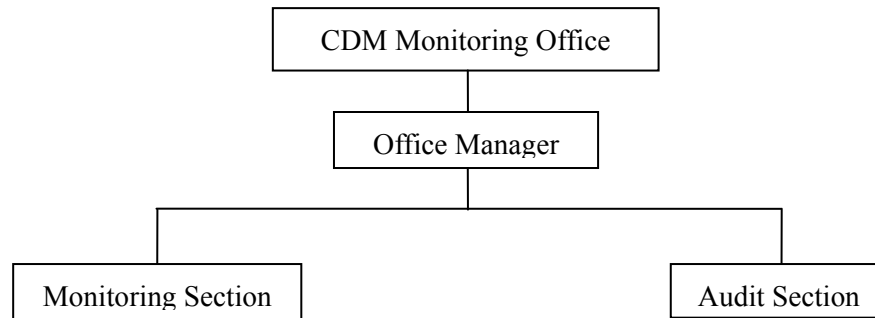 CDM Monitoring Office
Office Manager
Monitoring Section
Audit Section